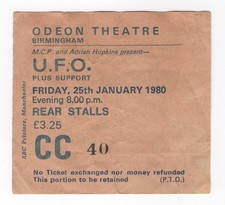 ODEON THEATRE
BIRMINGHAM
M.C.P. and Adrian Hopkins present—
U.F.O.
PLUS SUPPORT
FRIDAY, 25th JANUARY 1980
Evening 8.00 p.m.
REAR STALLS
£3.25
CC 40
No Ticket exchanged nor money refunded
This portion to be retained (P.T.O.)
ABC Printers, Manchester